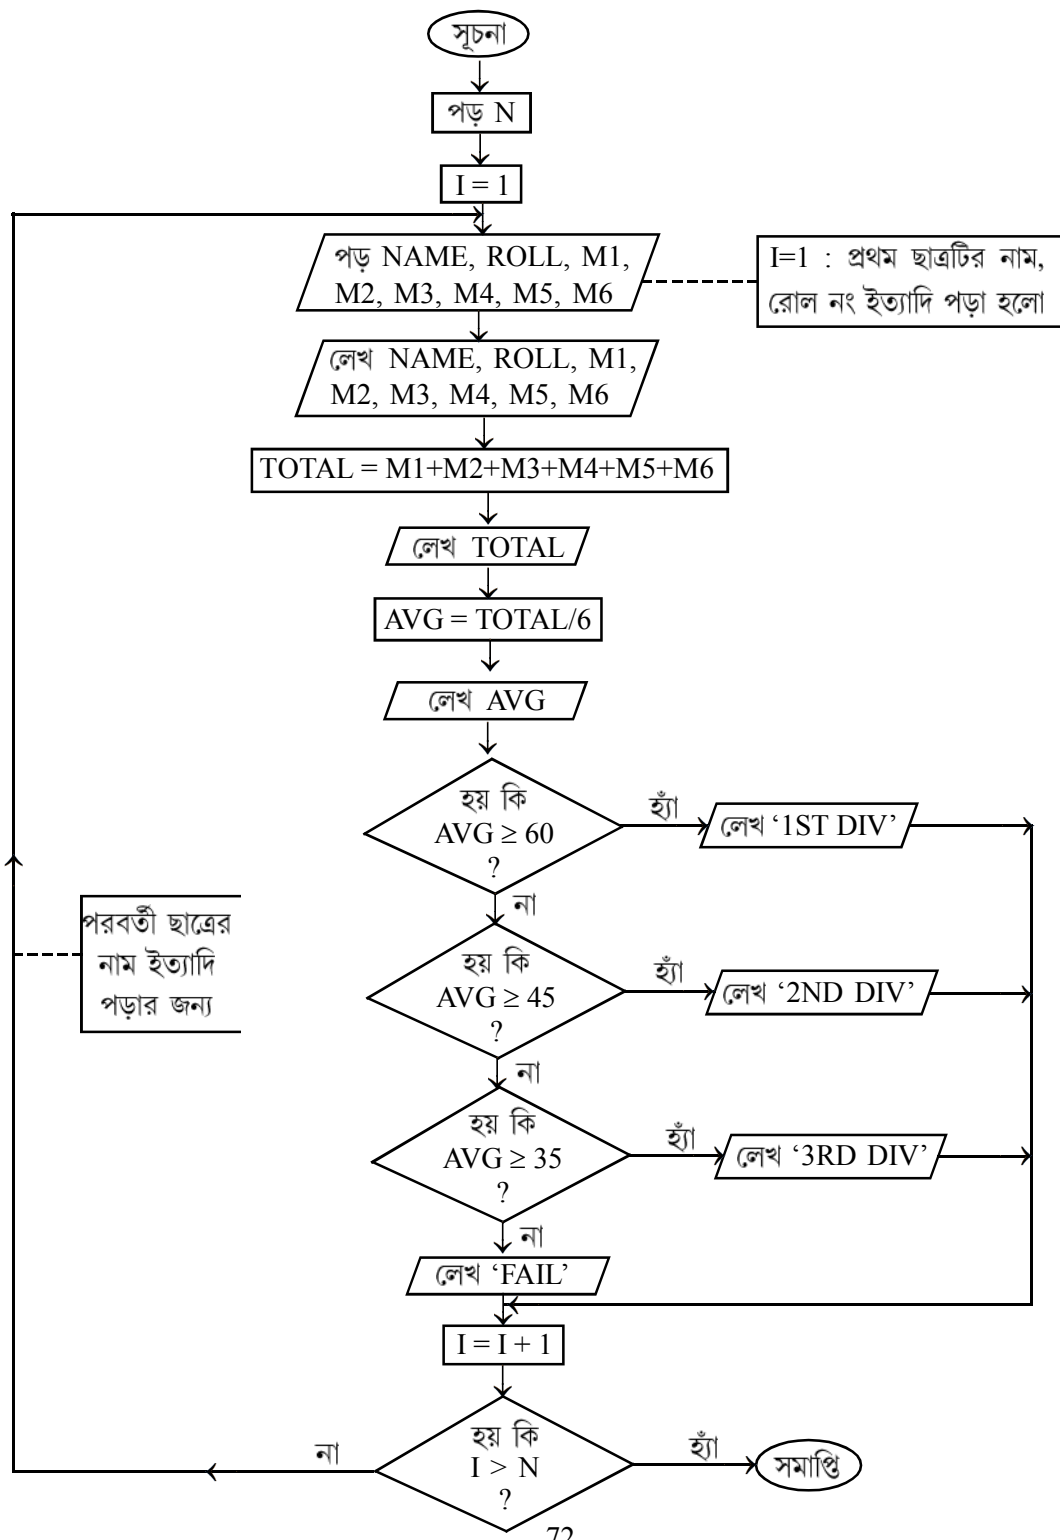 সূচনা
পড় N
I = 1
পড় NAME, ROLL, M1,
M2, M3, M4, M5, M6
I=1 : প্রথম ছাত্রটির নাম,
রোল নং ইত্যাদি পড়া হলো
লেখ NAME, ROLL, M1,
M2, M3, M4, M5, M6
TOTAL = M1+M2+M3+M4+M5+M6
লেখ TOTAL
AVG = TOTAL/6
লেখ AVG
হয় কি
AVG ≥ 60
?
হ্যাঁ
লেখ ‘1ST DIV’
না
পরবর্তী ছাত্রের
নাম ইত্যাদি
পড়ার জন্য
হয় কি
AVG ≥ 45
?
হ্যাঁ
লেখ ‘2ND DIV’
না
হয় কি
AVG ≥ 35
?
হ্যাঁ
লেখ ‘3RD DIV’
না
লেখ ‘FAIL’
I = I + 1
হয় কি
I > N
?
না
হ্যাঁ
সমাপ্তি
72